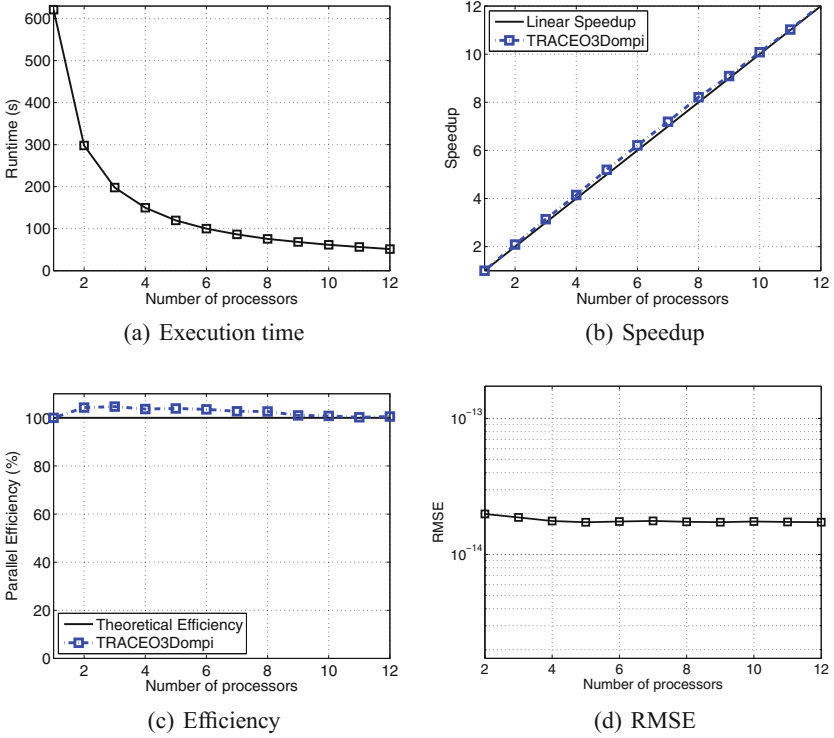 600
500
400
300
200
100
0
Runtime (s)
2 4 6 8 10 12
Number of processors
(a) Execution time
12
10
8
6
4
2
Speedup
Linear Speedup
TRACEO3Dompi
2 4 6 8 10 12
Number of processors
(b) Speedup
100
80
60
40
20
0
Parallel Efficiency (%)
Theoretical Efficiency
TRACEO3Dompi
2 4 6 8 10 12
Number of processors
(c) Efficiency
10⁻¹³
10⁻¹⁴
RMSE
2 4 6 8 10 12
Number of processors
(d) RMSE